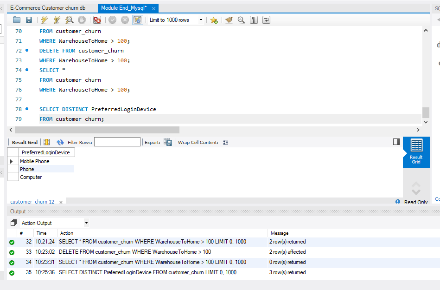 E-Commerce Customer churn db
Module End_Mysql*
Limit to 1000 rows
70 FROM customer_churn
71 WHERE WarehouseToHome > 100;
72 DELETE FROM customer_churn
73 WHERE WarehouseToHome > 100;
74 SELECT *
75 FROM customer_churn
76 WHERE WarehouseToHome > 100;
77
78 SELECT DISTINCT PreferredLoginDevice
79 FROM customer_churn;
Result Grid Filter Rows: Export: Wrap Cell Content:
PreferredLoginDevice
Mobile Phone
Phone
Computer
Result Grid
customer_churn 12
Read Only
Output
Action Output
# Time Action Message
32 10:21:24 SELECT * FROM customer_churn WHERE WarehouseToHome > 100 LIMIT 0, 1000 2 row(s) returned
33 10:23:02 DELETE FROM customer_churn WHERE WarehouseToHome > 100 2 row(s) affected
34 10:23:31 SELECT * FROM customer_churn WHERE WarehouseToHome > 100 LIMIT 0, 1000 0 row(s) returned
35 10:25:36 SELECT DISTINCT PreferredLoginDevice FROM customer_churn LIMIT 0, 1000 3 row(s) returned